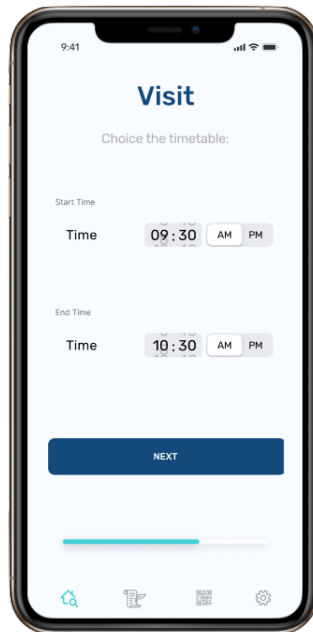 9:41
Visit
Choice the timetable:
Start Time
Time 09:30 AM PM
End Time
Time 10:30 AM PM
NEXT